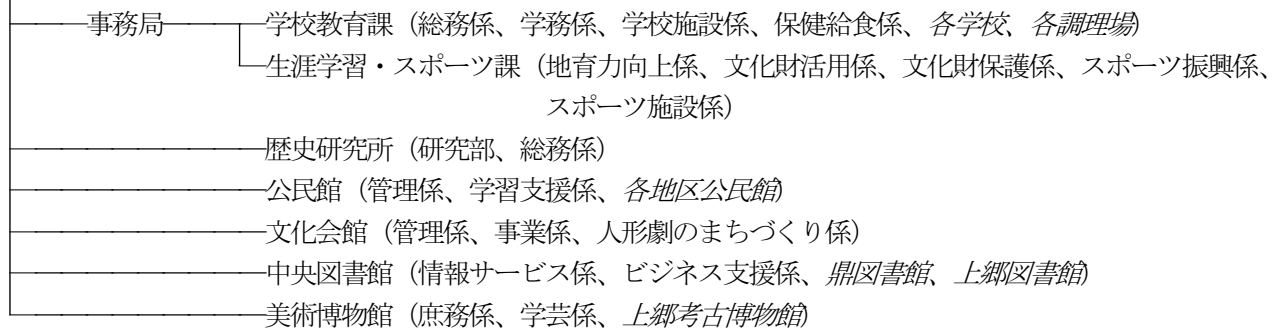 事務局 学校教育課（総務係、学務係、学校施設係、保健給食係、各学校、各調理場）
生涯学習・スポーツ課（地育力向上係、文化財活用係、文化財保護係、スポーツ振興係、
スポーツ施設係）
歴史研究所（研究部、総務係）
公民館（管理係、学習支援係、各地区公民館）
文化会館（管理係、事業係、人形劇のまちづくり係）
中央図書館（情報サービス係、ビジネス支援係、鼎図書館、上郷図書館）
美術博物館（庶務係、学芸係、上郷考古博物館）